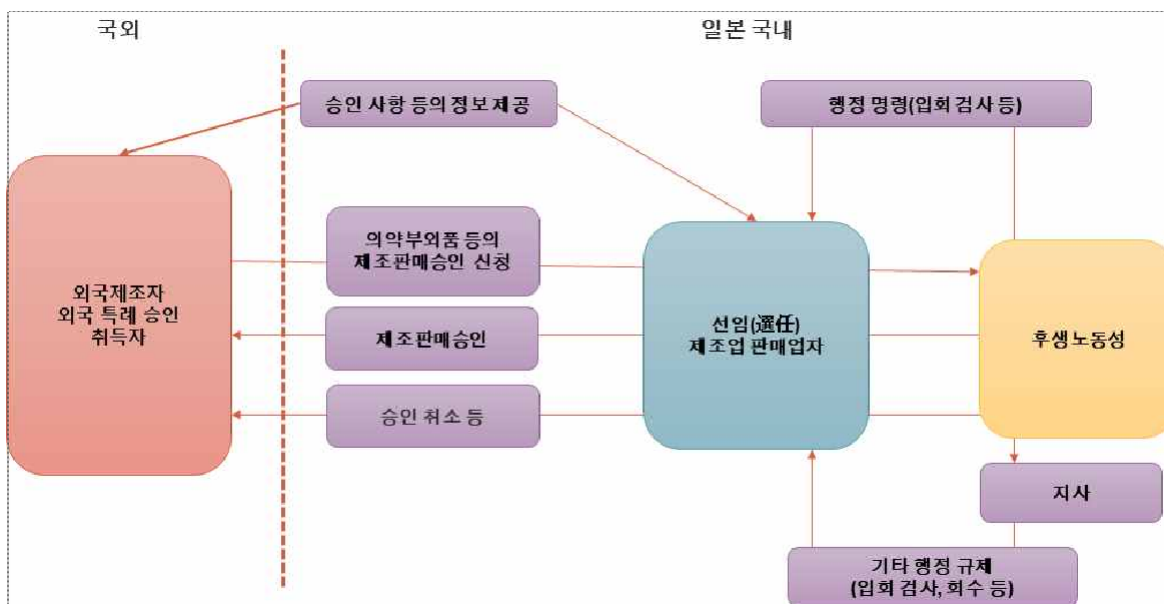 국외
일본 국내
승인 사항 등의 정보 제공
행정 명령(입회 검사 등)
의약부외품 등의
제조판매승인 신청
외국제조자
외국 특례 승인
취득자
제조판매승인
선임(選任)
제조업 판매업자
후생노동성
승인 취소 등
지사
기타 행정 규제
(입회 검사, 회수 등)